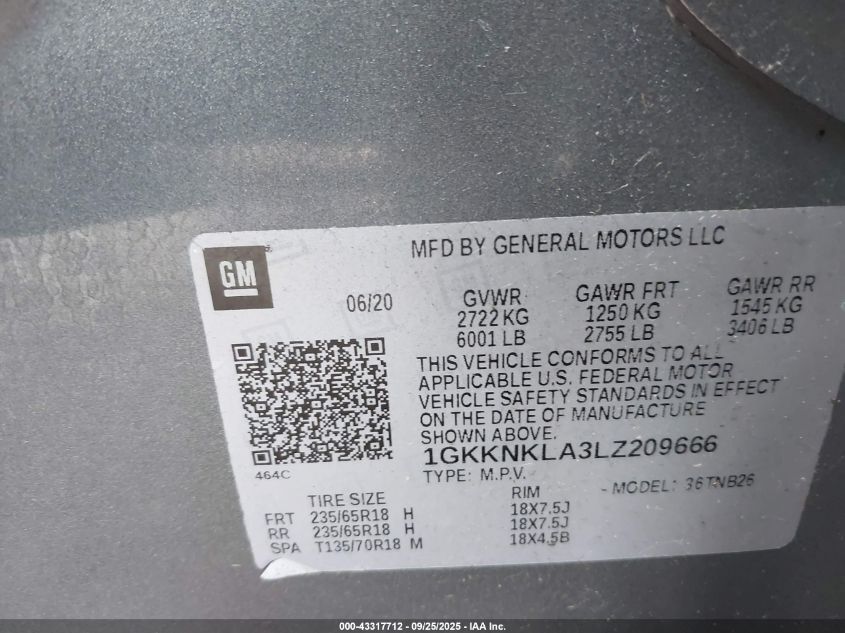 GM
MFD BY GENERAL MOTORS LLC
06/20
GVWR GAWR FRT GAWR RR
2722 KG 1250 KG 1545 KG
6001 LB 2755 LB 3406 LB
THIS VEHICLE CONFORMS TO ALL
APPLICABLE U.S. FEDERAL MOTOR
VEHICLE SAFETY STANDARDS IN EFFECT
ON THE DATE OF MANUFACTURE
SHOWN ABOVE.
1GKKNKLA3LZ209666
464C
TYPE: M.P.V. MODEL: 36TNB26
TIRE SIZE RIM
FRT 235/65R18 H 18X7.5J
RR 235/65R18 H 18X7.5J
SPA T135/70R18 M 18X4.5B
000-43317712 - 09/25/2025 - IAA Inc.